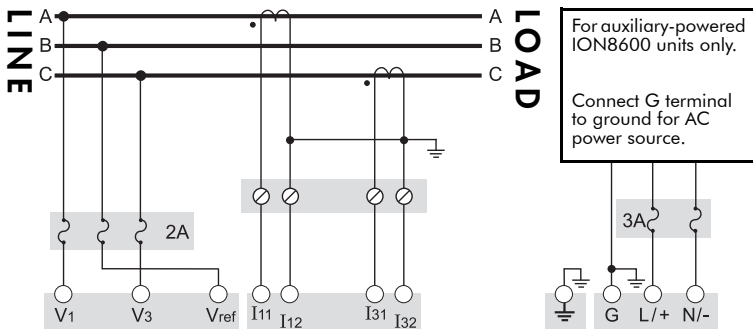 LINE
A
B
C
A
B
C
LOAD
For auxiliary-powered
ION8600 units only.
Connect G terminal
to ground for AC
power source.
2A
3A
V1
V3
Vref
I11
I12
I31
I32
G
L/+
N/-